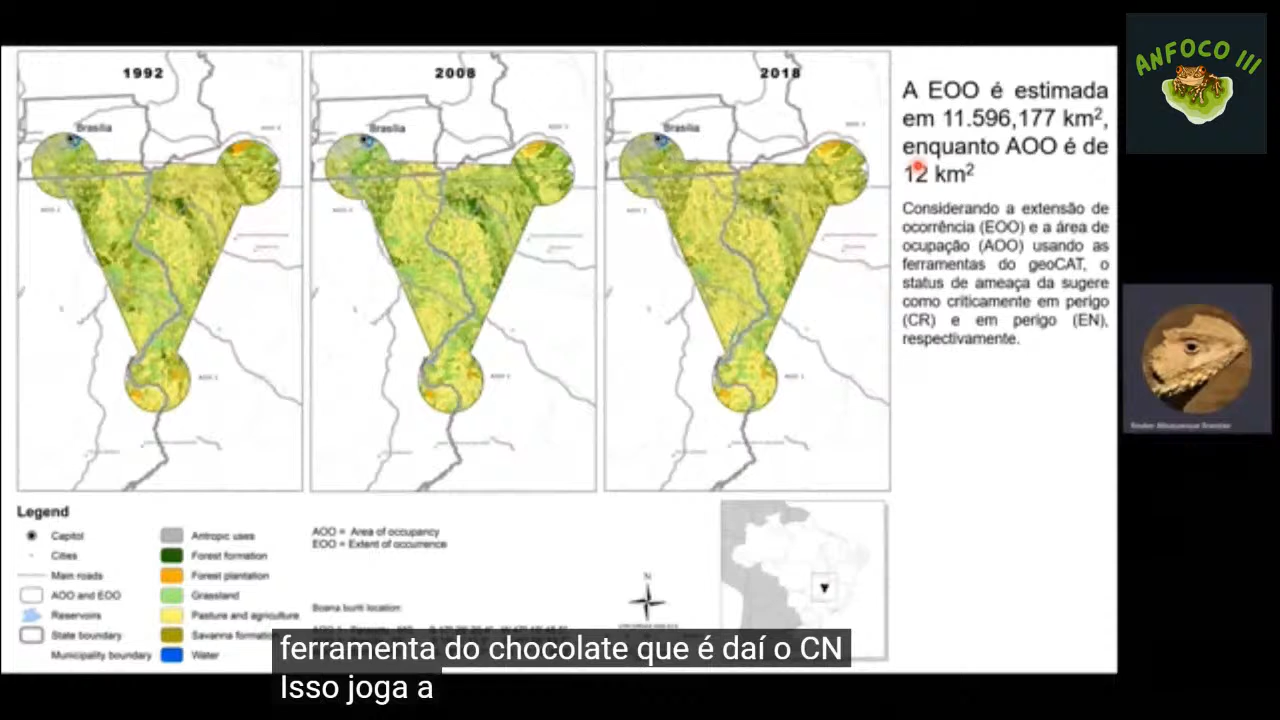 ANFOCO III
1992
2008
2018
Brasília
Brasília
Brasília
A EOO é estimada
em 11.596,177 km²,
enquanto AOO é de
12 km²
Considerando a extensão de
ocorrência (EOO) e a área de
ocupação (AOO) usando as
ferramentas do geoCAT, o
status de ameaça da sugere
como criticamente em perigo
(CR) e em perigo (EN),
respectivamente.
Legend
Capitol
Cities
Main roads
AOO and EOO
Reservoirs
State boundary
Municipality boundary
Antropic uses
Forest formation
Forest plantation
Grassland
Pasture and agriculture
Savanna formation
Water
AOO = Area of occupancy
EOO = Extent of occurrence
Boana buriti location:
N
ferramenta do chocolate que é daí o CN
Isso joga a